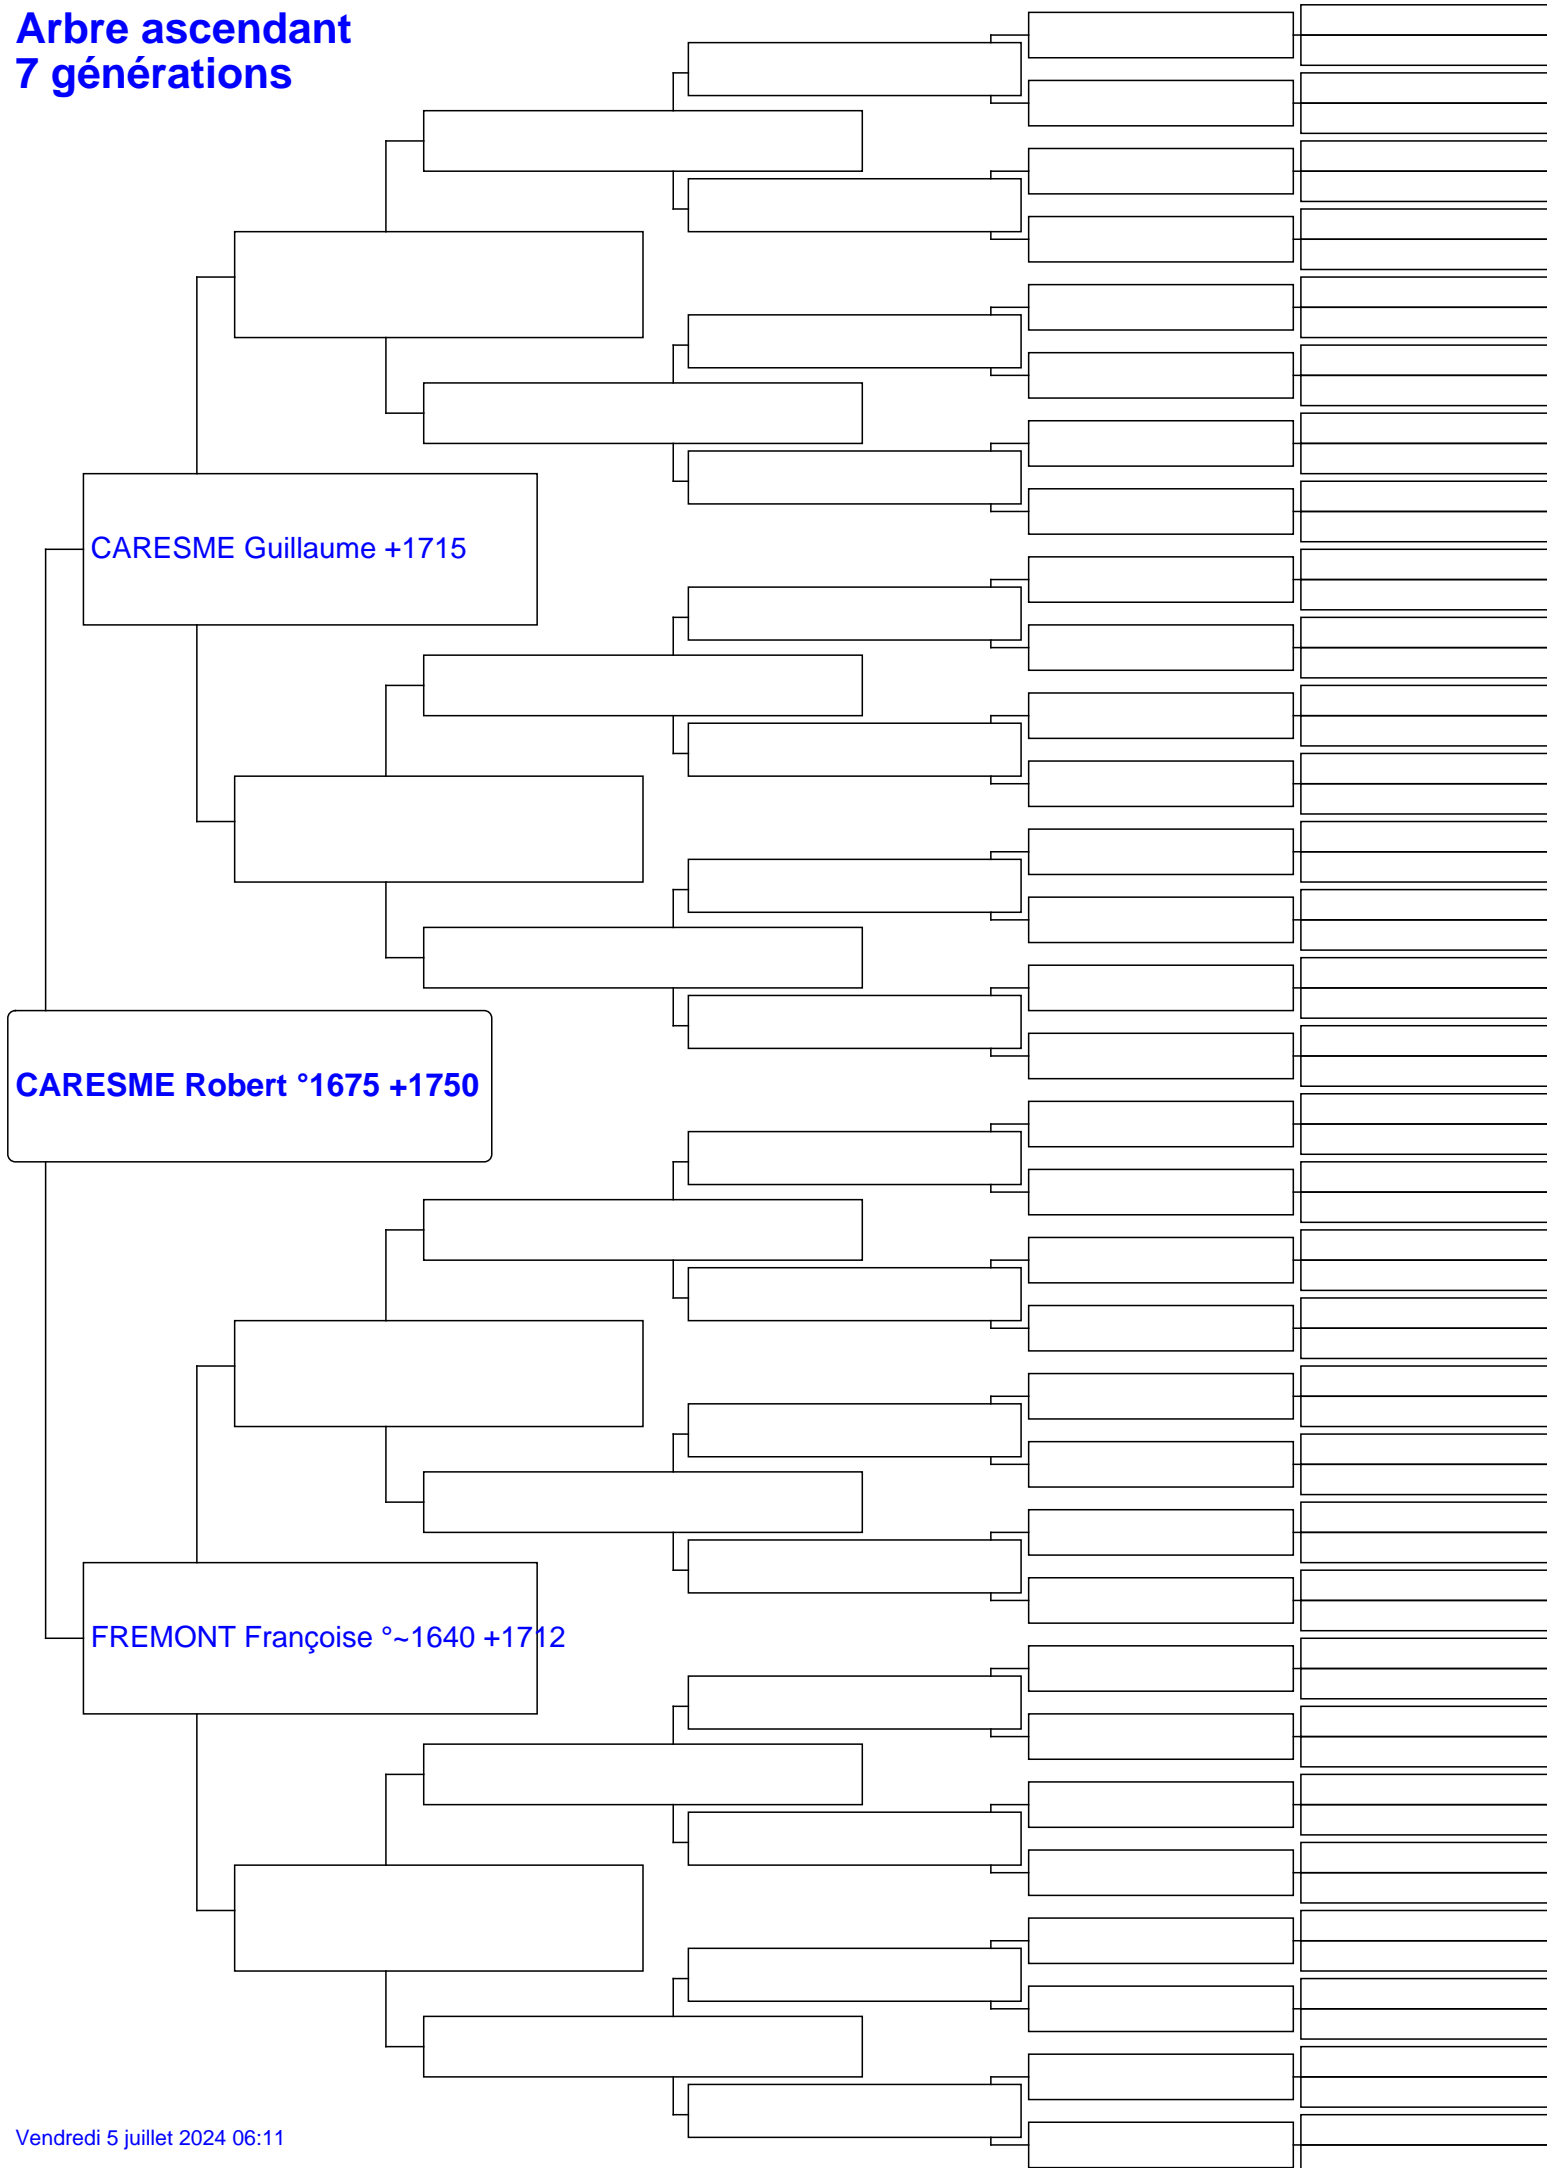 Arbre ascendant
7 générations
CARESME Guillaume +1715
CARESME Robert °1675 +1750
FREMONT Françoise °~1640 +1712
Vendredi 5 juillet 2024 06:11